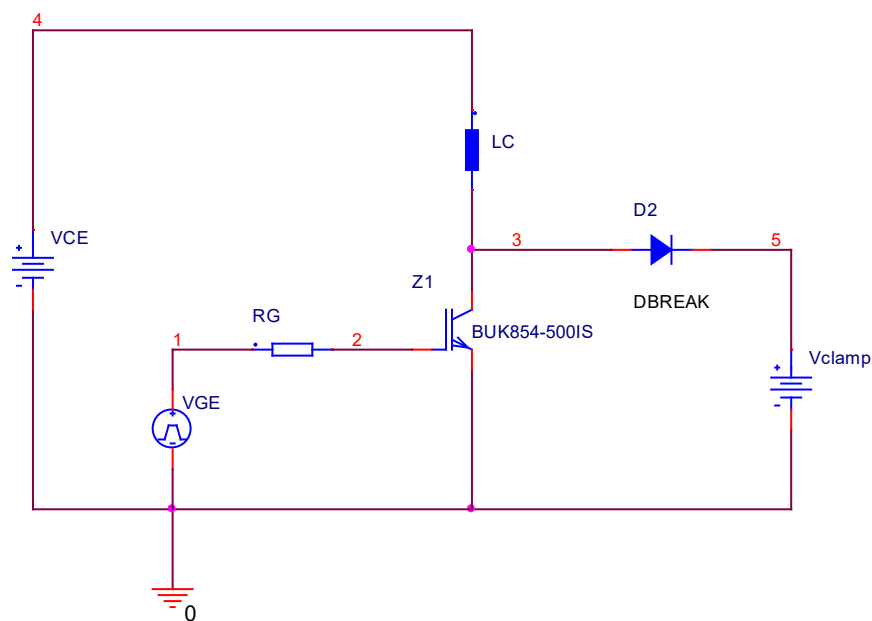 4
LC
D2
VCE
3
5
Z1
RG
DBREAK
1
2
BUK854-500IS
Vclamp
VGE
0